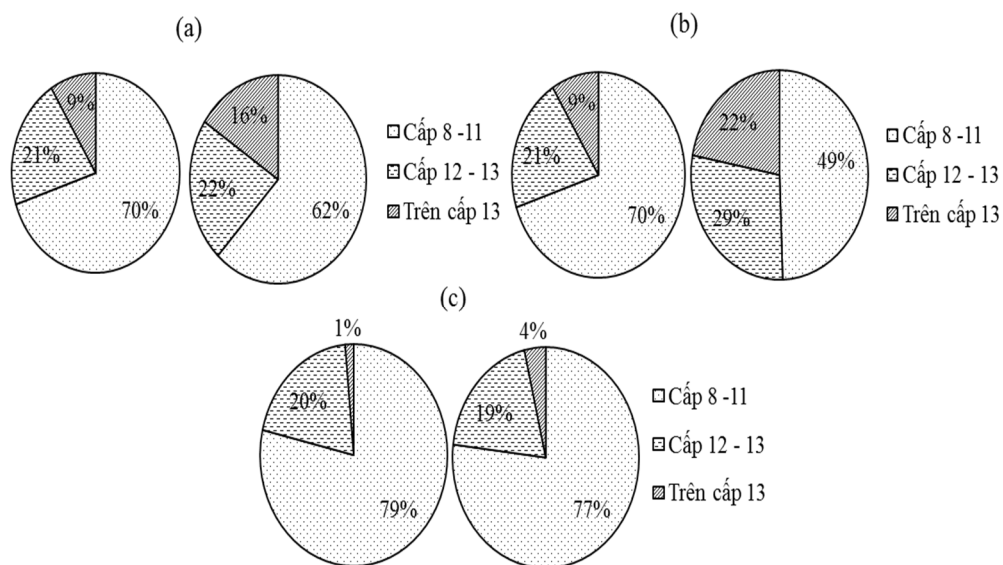 (a)
9%
21%
70%
16%
22%
62%
Cấp 8 -11
Cấp 12 - 13
Trên cấp 13
(b)
9%
21%
70%
22%
29%
49%
Cấp 8 -11
Cấp 12 - 13
Trên cấp 13
(c)
1%
20%
79%
4%
19%
77%
Cấp 8 -11
Cấp 12 - 13
Trên cấp 13